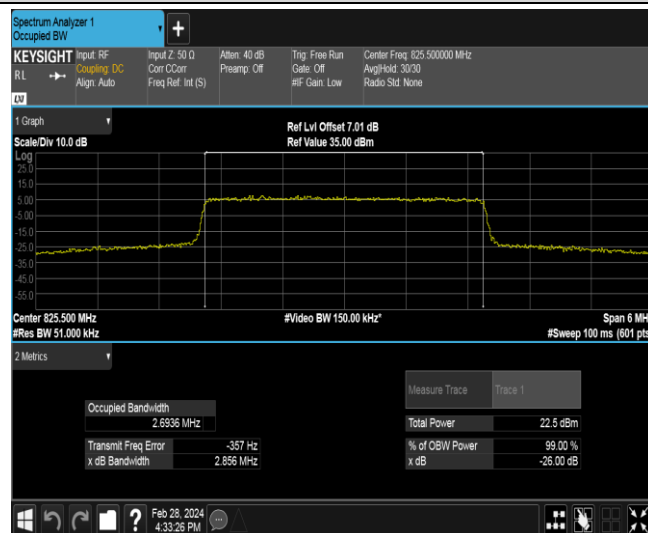 Spectrum Analyzer 1
Occupied BW
+
KEYSIGHT Input: RF Input Z: 50 Ω Atten: 40 dB Trig: Free Run Center Freq: 825.500000 MHz
RL Coupling: DC Corr CCorr Preamp: Off Gate: Off Avg|Hold: 30/30
Align: Auto Freq Ref: Int (S) #IF Gain: Low Radio Std: None
LXI
1 Graph
Ref Lvl Offset 7.01 dB
Scale/Div 10.0 dB Ref Value 35.00 dBm
Log
25.0
15.0
5.00
-5.00
-15.0
-25.0
-35.0
-45.0
-55.0
Center 825.500 MHz #Video BW 150.00 kHz* Span 6 MH
#Res BW 51.000 kHz #Sweep 100 ms (601 pts
2 Metrics
Measure Trace Trace 1
Occupied Bandwidth
2.6936 MHz Total Power 22.5 dBm
Transmit Freq Error -357 Hz % of OBW Power 99.00 %
x dB Bandwidth 2.856 MHz x dB -26.00 dB
? Feb 28, 2024
4:33:26 PM